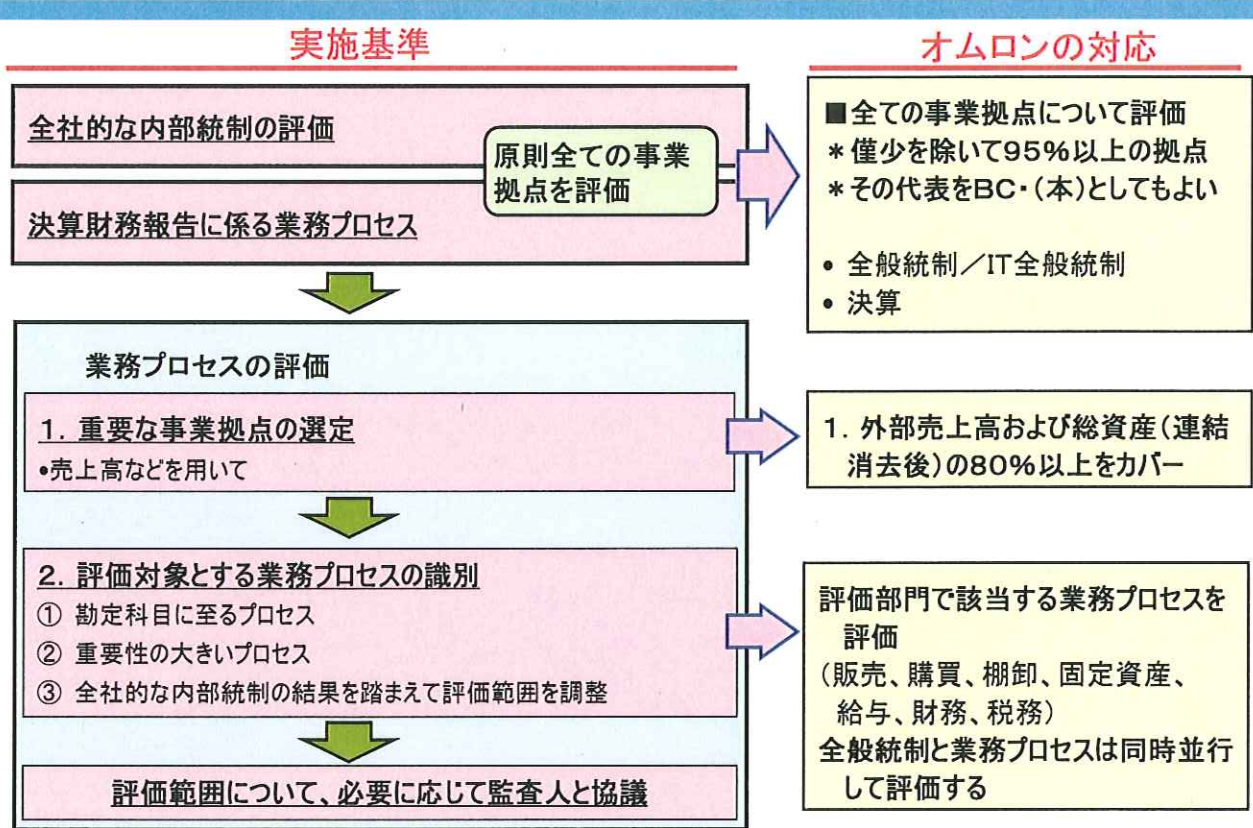 実施基準
オムロンの対応
全社的な内部統制の評価
決算財務報告に係る業務プロセス
原則全ての事業
拠点を評価
■全ての事業拠点について評価
＊僅少を除いて95%以上の拠点
＊その代表をBC・(本)としてもよい
• 全般統制／IT全般統制
• 決算
業務プロセスの評価
1. 重要な事業拠点の選定
•売上高などを用いて
1. 外部売上高および総資産(連結
消去後)の80%以上をカバー
2. 評価対象とする業務プロセスの識別
① 勘定科目に至るプロセス
② 重要性の大きいプロセス
③ 全社的な内部統制の結果を踏まえて評価範囲を調整
評価部門で該当する業務プロセスを
評価
(販売、購買、棚卸、固定資産、
給与、財務、税務)
全般統制と業務プロセスは同時並行
して評価する
評価範囲について、必要に応じて監査人と協議